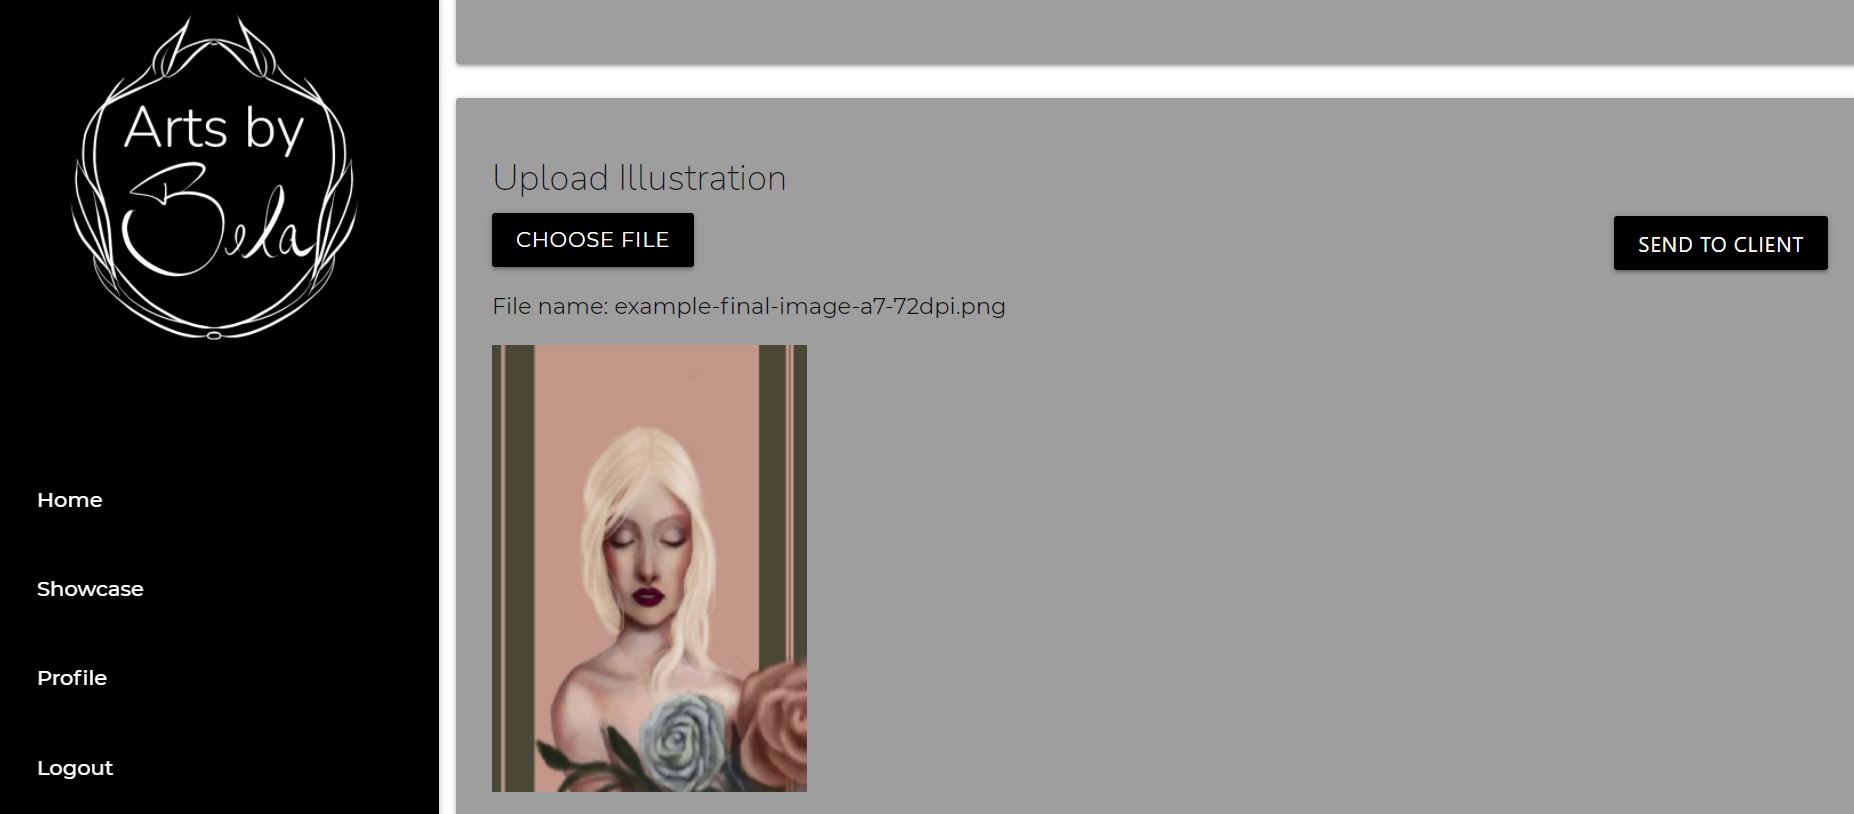 Arts by
Bela
Home
Showcase
Profile
Logout
Upload Illustration
CHOOSE FILE
SEND TO CLIENT
File name: example-final-image-a7-72dpi.png